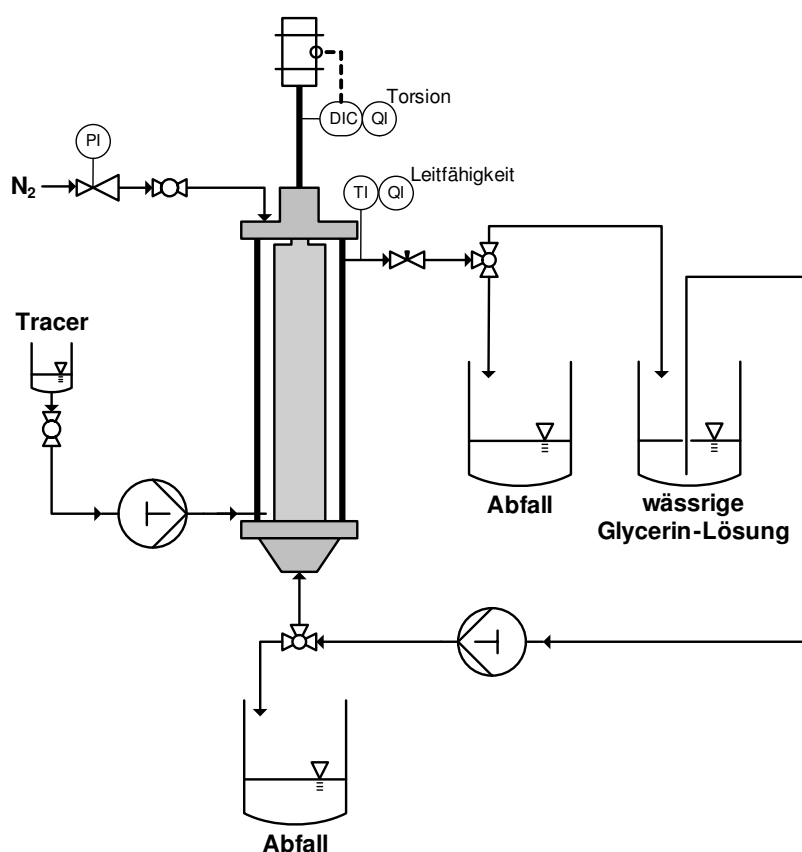 Torsion
DIC
QI
PI
N₂
Leitfähigkeit
TI
QI
Tracer
Abfall
wässrige
Glycerin-Lösung
Abfall